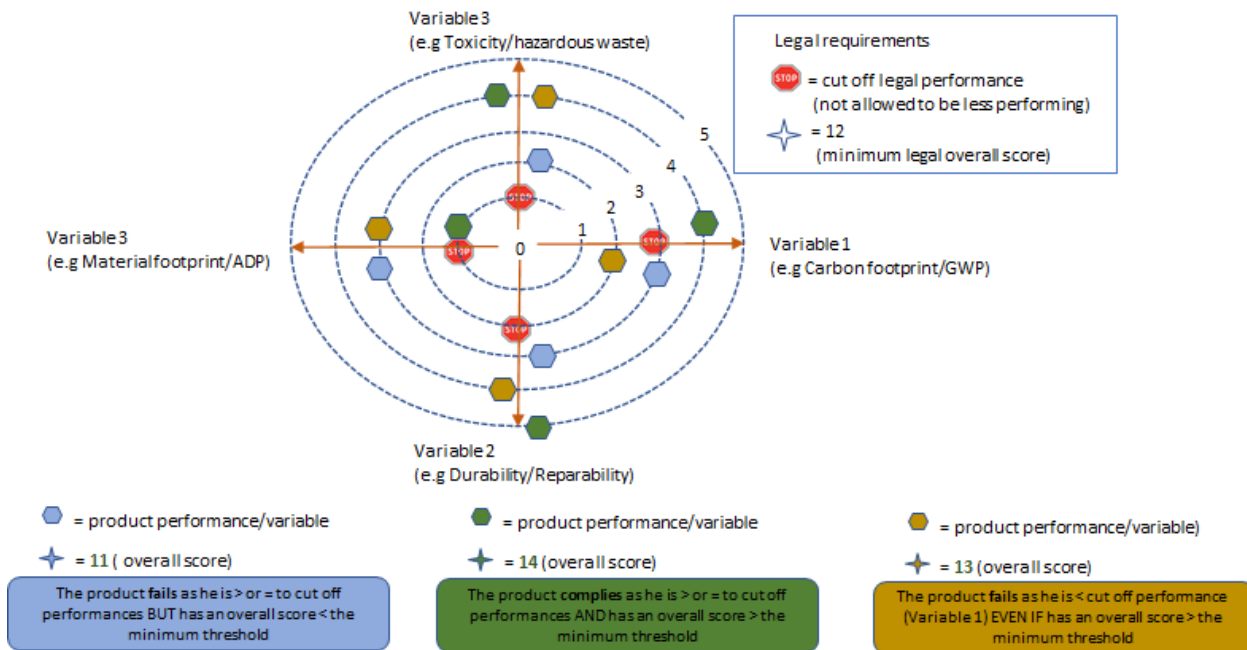 Variable 3
(e.g Toxicity/hazardous waste)
Legal requirements
STOP = cut off legal performance
(not allowed to be less performing)
= 12
(minimum legal overall score)
5
4
3
2
1
0
STOP
STOP
STOP
STOP
Variable 3
(e.g Material footprint/ADP)
Variable 1
(e.g Carbon footprint/GWP)
Variable 2
(e.g Durability/Reparability)
= product performance/variable
= 11 ( overall score)
The product fails as he is > or = to cut off
performances BUT has an overall score < the
minimum threshold
= product performance/variable
= 14 (overall score)
The product complies as he is > or = to cut off
performances AND has an overall score > the
minimum threshold
= product performance/variable)
= 13 (overall score)
The product fails as he is < cut off performance
(Variable 1) EVEN IF has an overall score > the
minimum threshold